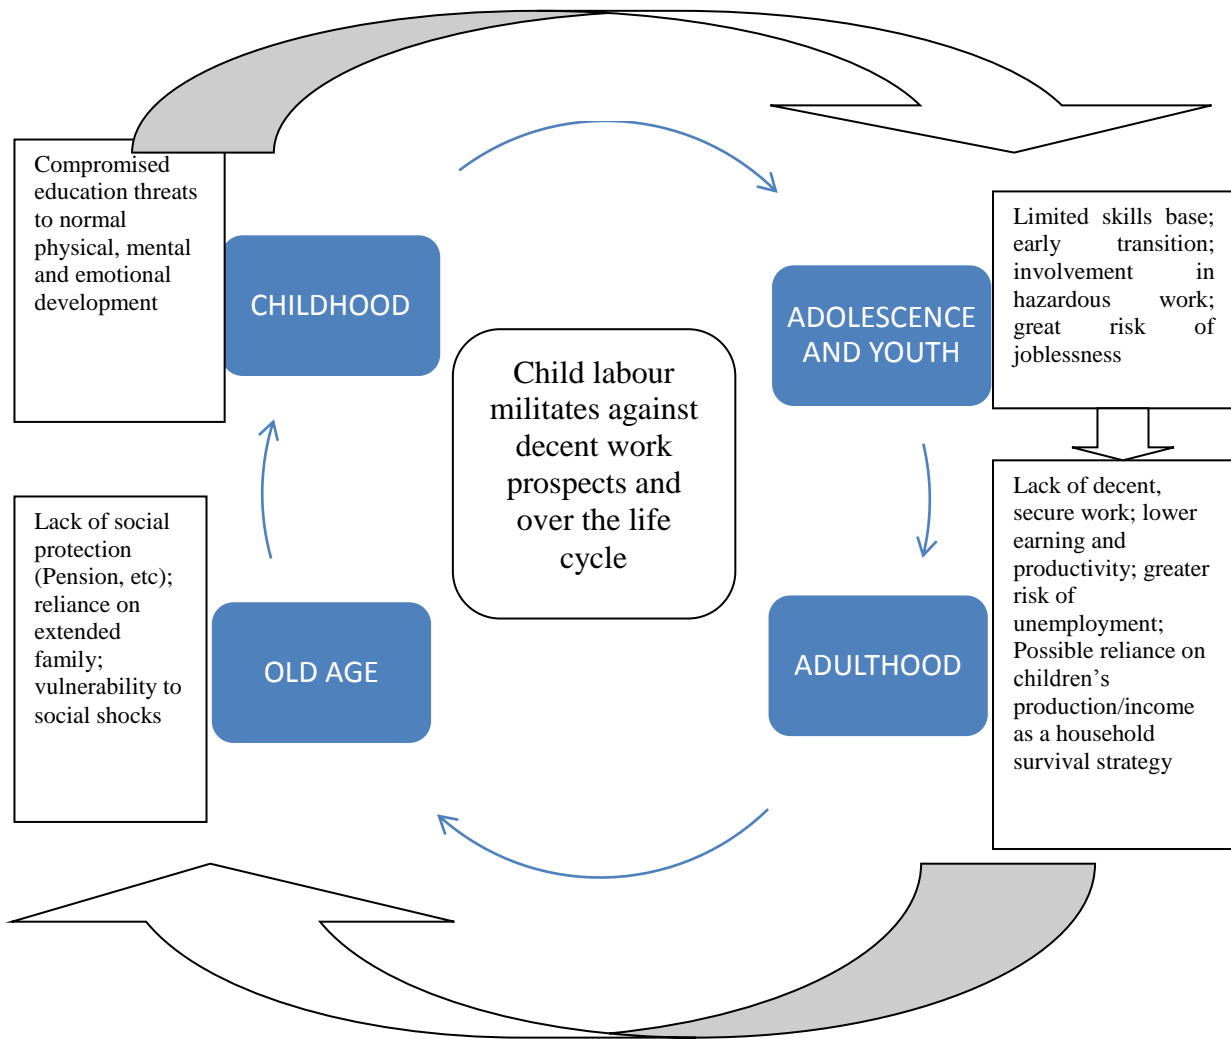 Compromised
education threats
to normal
physical, mental
and emotional
development
CHILDHOOD
Limited skills base;
early transition;
involvement in
hazardous work;
great risk of
joblessness
ADOLESCENCE
AND YOUTH
Child labour
militates against
decent work
prospects and
over the life
cycle
Lack of decent,
secure work; lower
earning and
productivity; greater
risk of
unemployment;
Possible reliance on
children’s
production/income
as a household
survival strategy
ADULTHOOD
Lack of social
protection
(Pension, etc);
reliance on
extended
family;
vulnerability to
social shocks
OLD AGE